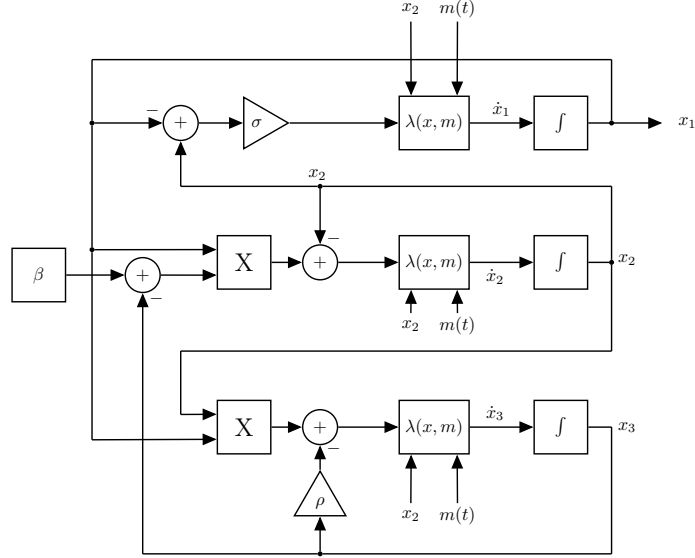 x₂ m(t)
− + σ λ(x, m) ẋ₁ ∫ x₁
x₂
−
β + − X + λ(x, m) ẋ₂ ∫ x₂
x₂ m(t)
X + − λ(x, m) ẋ₃ ∫ x₃
ρ
x₂ m(t)